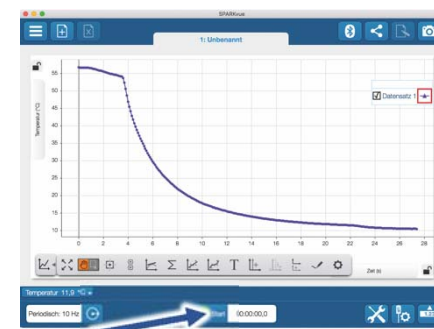 SPARKvue
1: Unbenannt
Temperatur (°C)
55
50
45
40
35
30
25
20
15
10
Datensatz 1
0 2 4 6 8 10 12 14 16 18 20 22 24 26 28
Zeit (s)
Σ T
Temperatur 11,9 °C
Periodisch: 10 Hz
Start
00:00:00,0